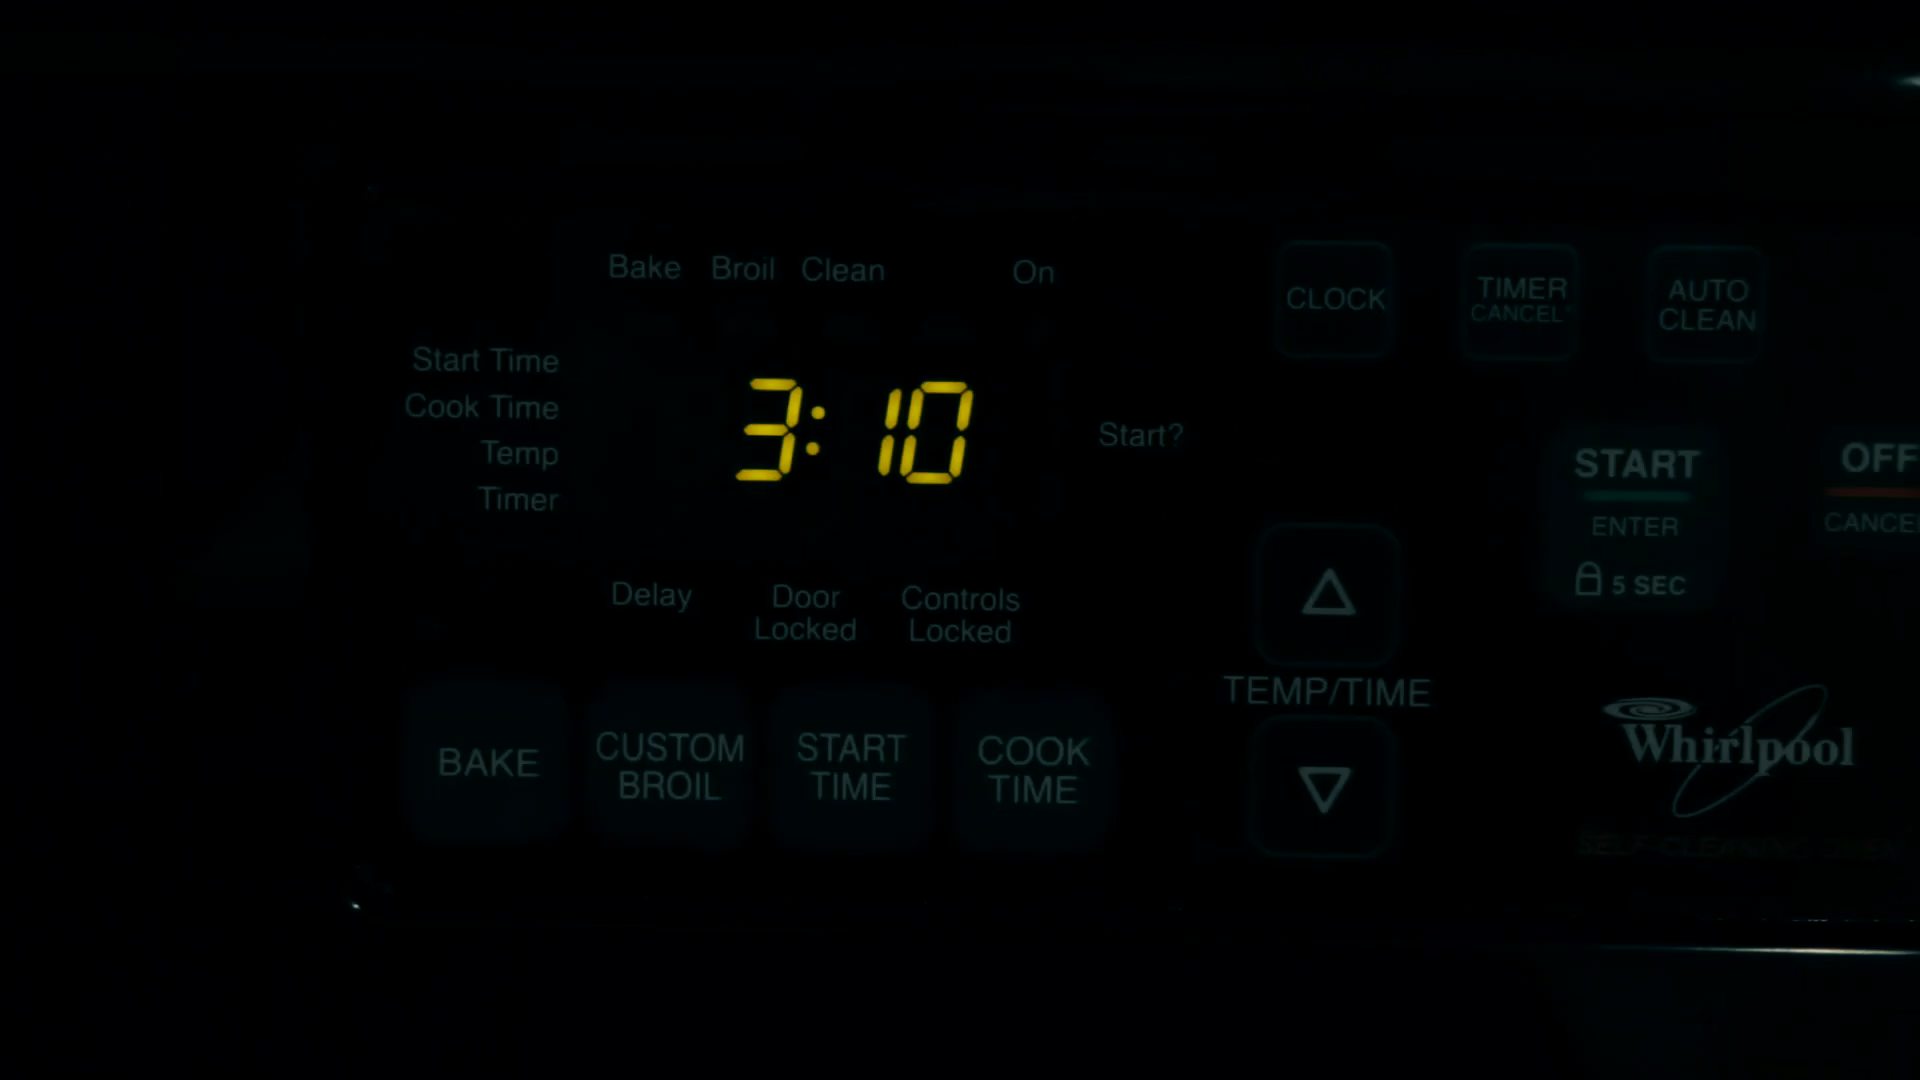 Bake Broil Clean On
Start Time
Cook Time
Temp
Timer
3:10
Start?
Delay
Door
Locked
Controls
Locked
BAKE
CUSTOM
BROIL
START
TIME
COOK
TIME
CLOCK
TIMER
CANCEL
AUTO
CLEAN
TEMP/TIME
START
ENTER
5 SEC
OFF
CANCEL
Whirlpool
SELF-CLEANING OVEN